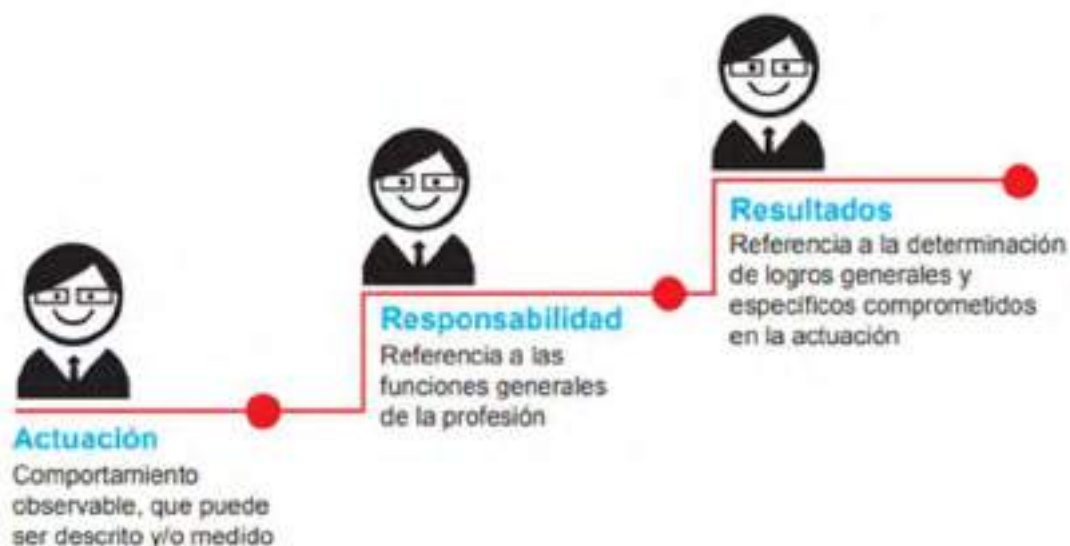 Resultados
Referencia a la determinación
de logros generales y
específicos comprometidos
en la actuación
Responsabilidad
Referencia a las
funciones generales
de la profesión
Actuación
Comportamiento
observable, que puede
ser descrito y/o medido